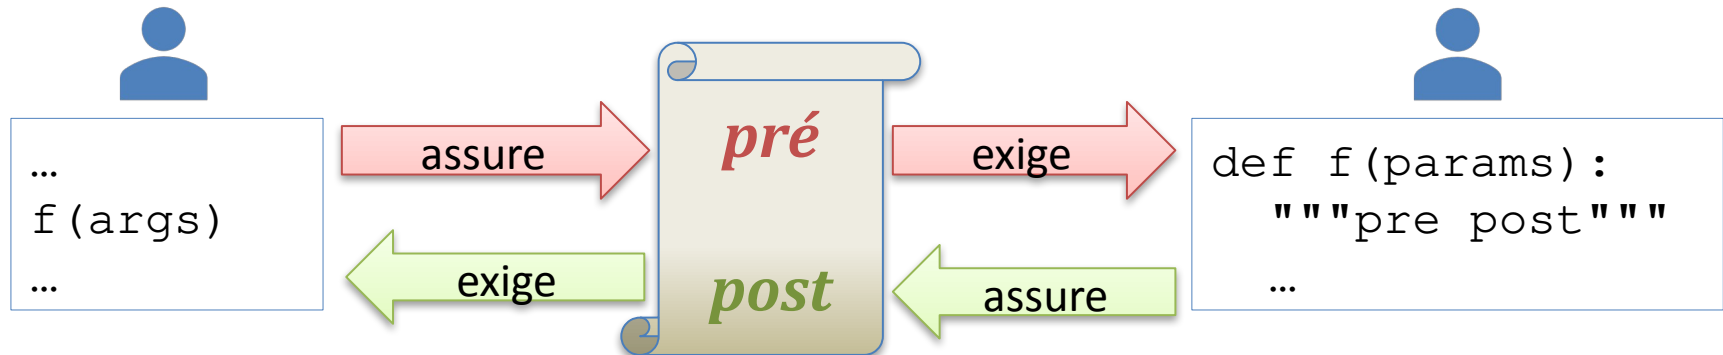 …
f(args)
…
assure
exige
pré
post
exige
assure
def f(params):
"""pre post"""
…